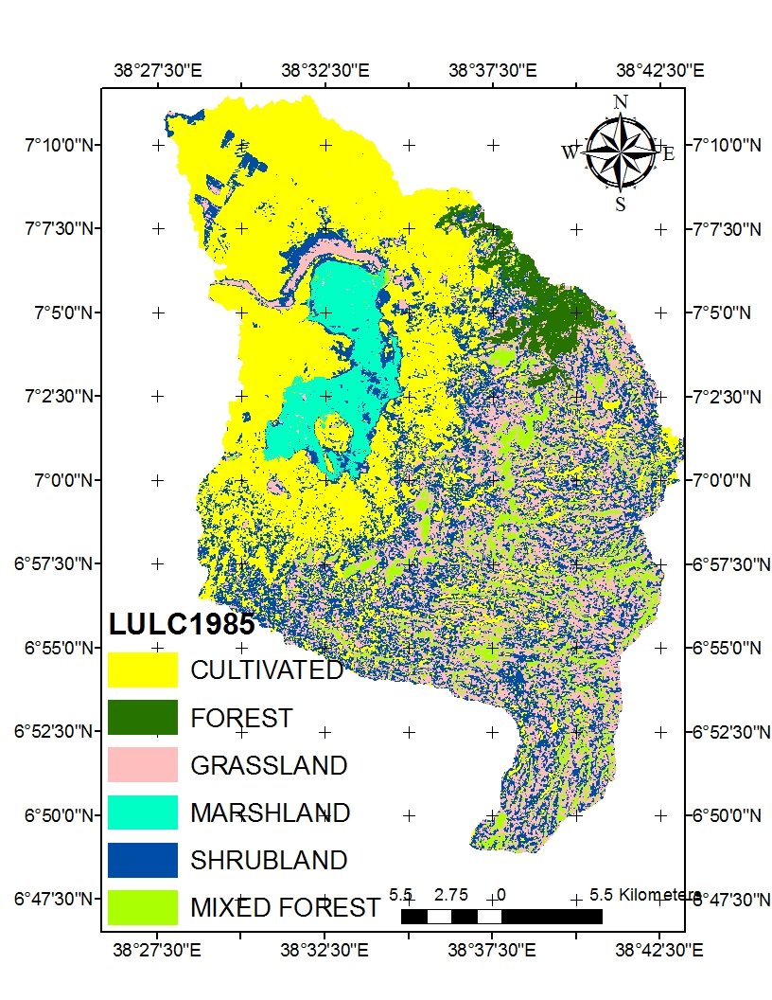 38°27'30"E 38°32'30"E 38°37'30"E 38°42'30"E
N
W E
S
7°10'0"N 7°10'0"N
7°7'30"N 7°7'30"N
7°5'0"N 7°5'0"N
7°2'30"N 7°2'30"N
7°0'0"N 7°0'0"N
6°57'30"N 6°57'30"N
LULC1985
6°55'0"N 6°55'0"N
CULTIVATED
FOREST
6°52'30"N 6°52'30"N
GRASSLAND
MARSHLAND
6°50'0"N 6°50'0"N
SHRUBLAND
MIXED FOREST
5.5 2.75 0 5.5 Kilometers
6°47'30"N 6°47'30"N
38°27'30"E 38°32'30"E 38°37'30"E 38°42'30"E